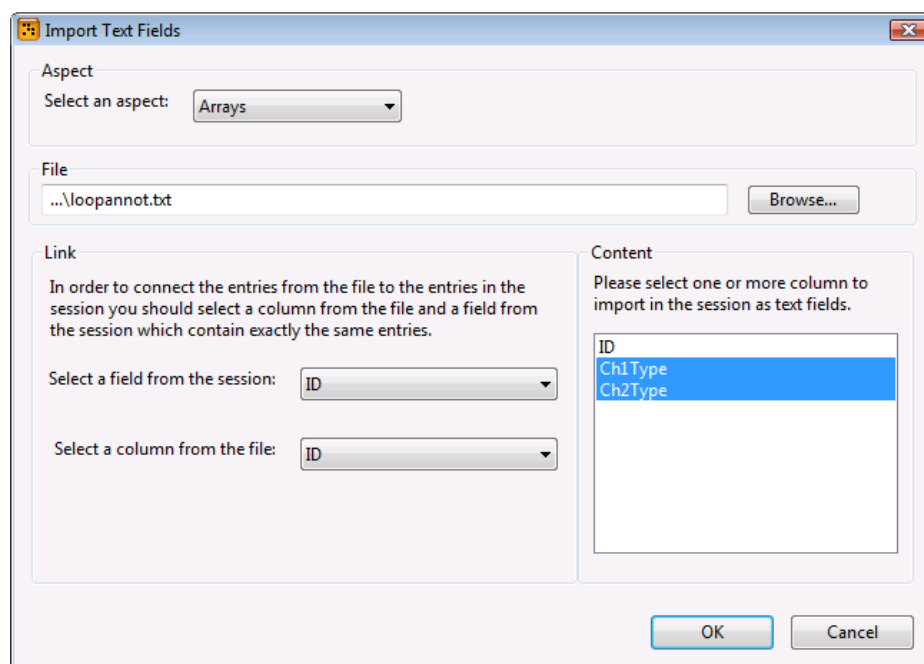 Import Text Fields
Aspect
Select an aspect:
Arrays
File
...\loopannot.txt
Browse...
Link
In order to connect the entries from the file to the entries in the
session you should select a column from the file and a field from
the session which contain exactly the same entries.
Select a field from the session:
ID
Select a column from the file:
ID
Content
Please select one or more column to
import in the session as text fields.
ID
Ch1Type
Ch2Type
OK
Cancel